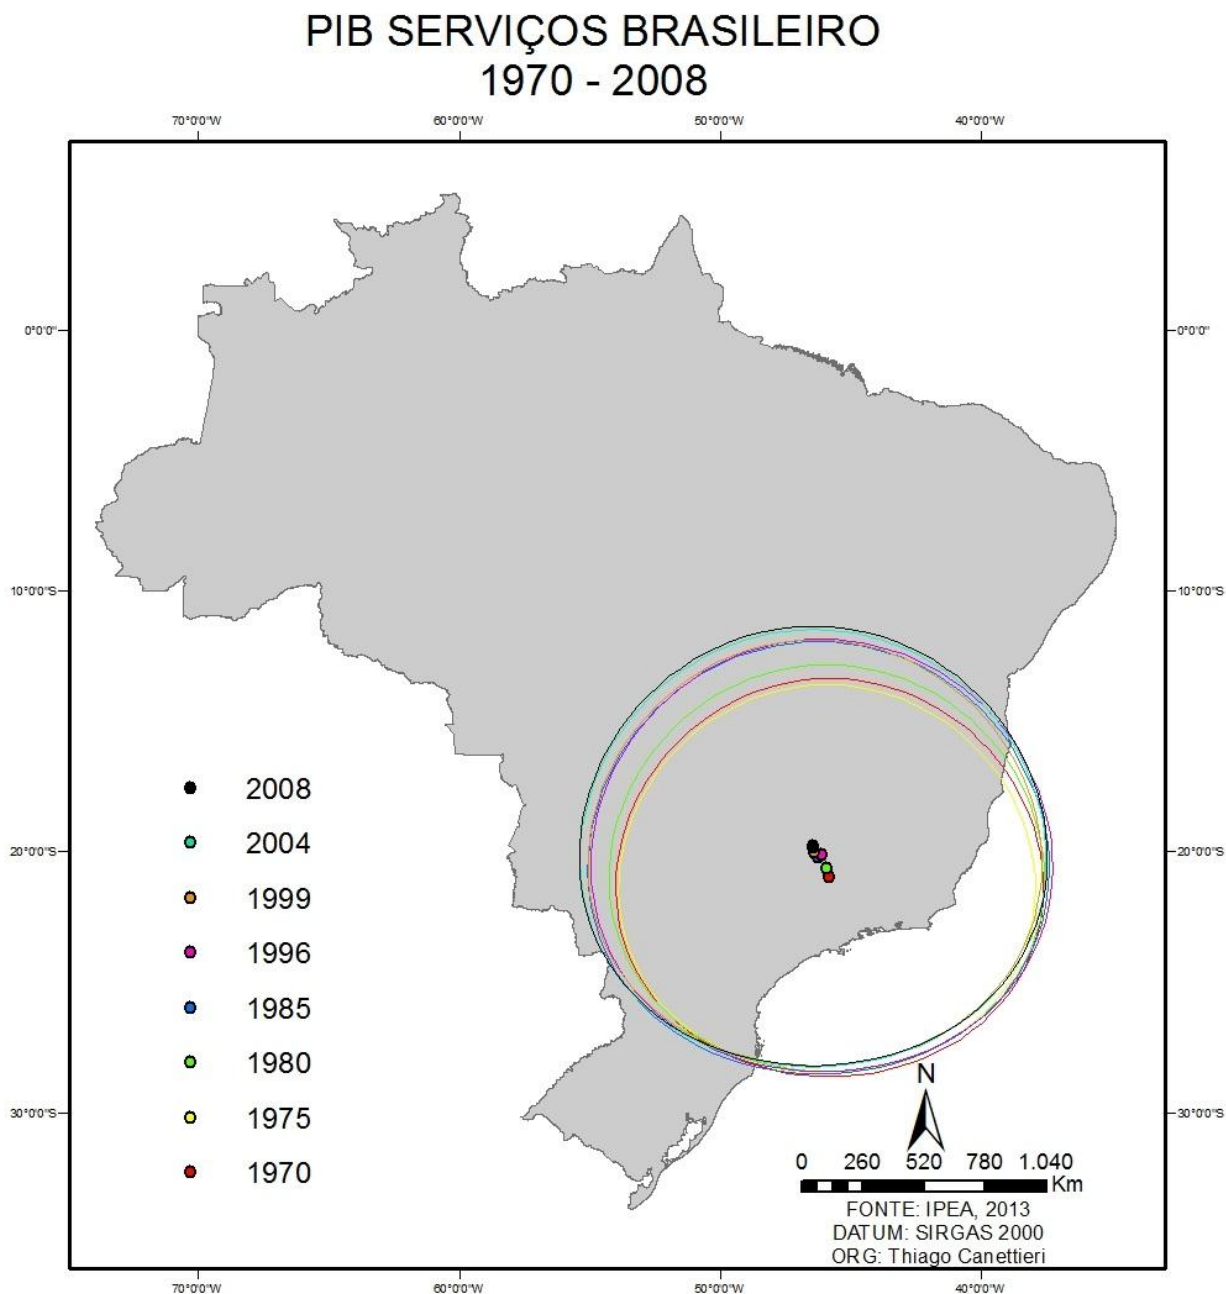 PIB SERVIÇOS BRASILEIRO
1970 - 2008
70°0'0"W 60°0'0"W 50°0'0"W 40°0'0"W
0°0'0" 0°0'0"
10°0'0"S 10°0'0"S
2008
2004
20°0'0"S 20°0'0"S
1999
1996
1985
1980
N
1975
30°0'0"S 30°0'0"S
1970
0 260 520 780 1.040
Km
FONTE: IPEA, 2013
DATUM: SIRGAS 2000
ORG: Thiago Canettieri
70°0'0"W 60°0'0"W 50°0'0"W 40°0'0"W